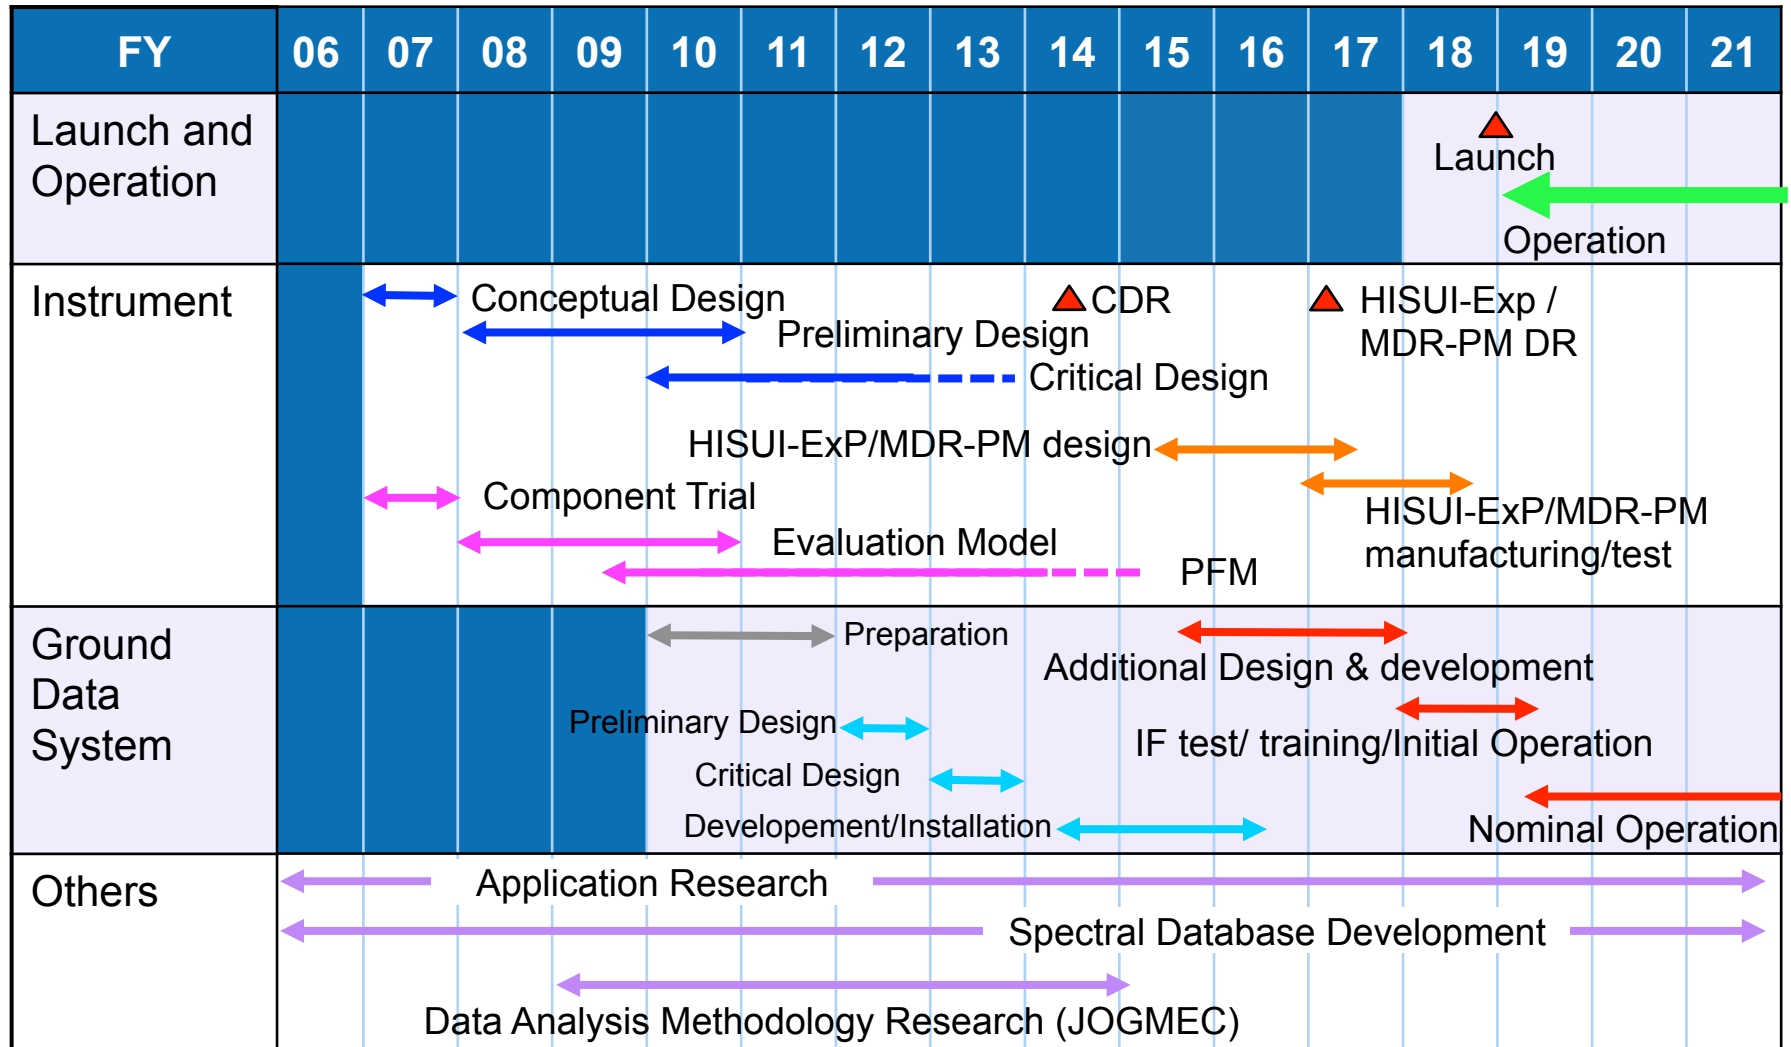 FY 06 07 08 09 10 11 12 13 14 15 16 17 18 19 20 21
Launch and
Operation
Launch
Operation
Instrument
Conceptual Design
CDR
HISUI-Exp /
MDR-PM DR
Preliminary Design
Critical Design
HISUI-ExP/MDR-PM design
Component Trial
HISUI-ExP/MDR-PM
manufacturing/test
Evaluation Model
PFM
Ground
Data
System
Preparation
Additional Design & development
Preliminary Design
IF test/ training/Initial Operation
Critical Design
Developement/Installation
Nominal Operation
Others
Application Research
Spectral Database Development
Data Analysis Methodology Research (JOGMEC)